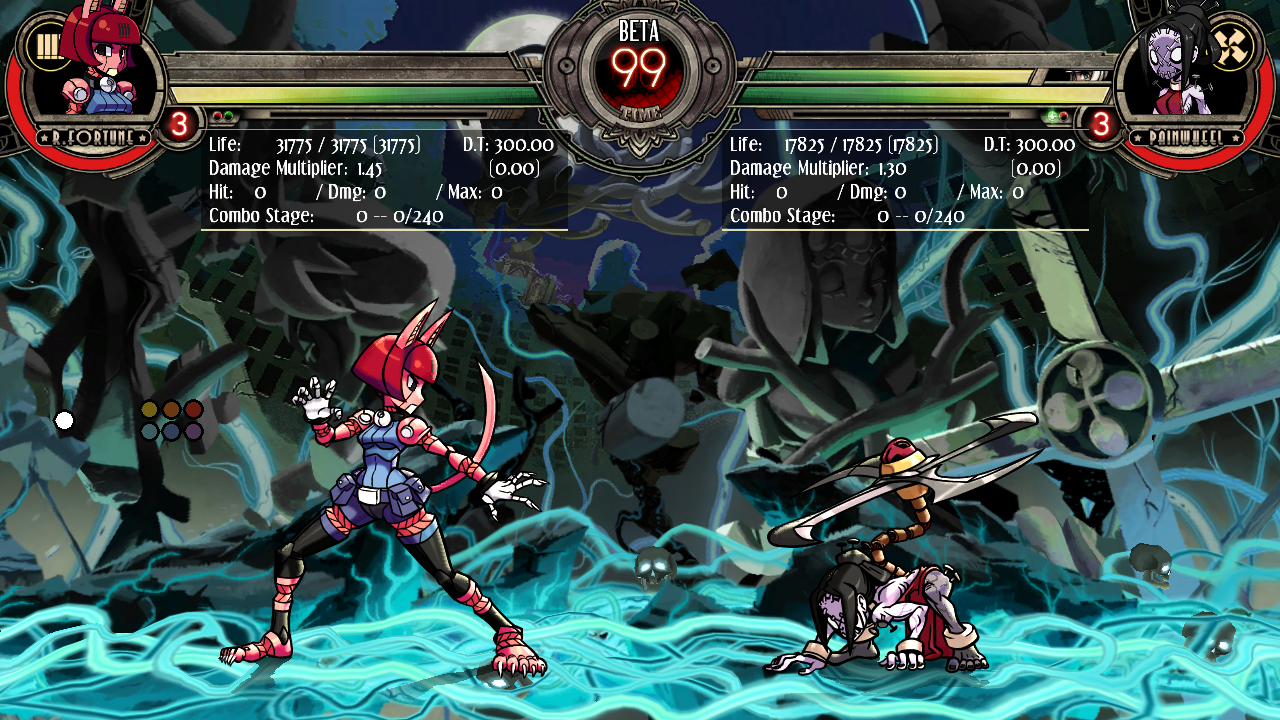 BETA
99
TIME
R.FORTUNE
3
3
PAINWHEEL
Life: 31775 / 31775 (31775) D.T: 300.00
Damage Multiplier: 1.45 (0.00)
Hit: 0 / Dmg: 0 / Max: 0
Combo Stage: 0 -- 0/240
Life: 17825 / 17825 (17825) D.T: 300.00
Damage Multiplier: 1.30 (0.00)
Hit: 0 / Dmg: 0 / Max: 0
Combo Stage: 0 -- 0/240